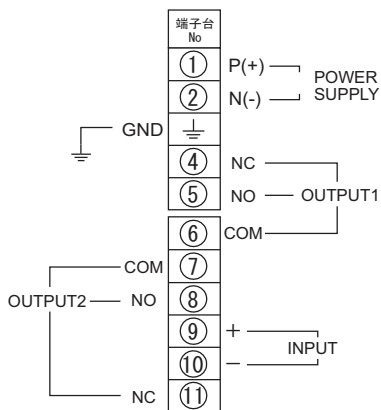 端子台
No
① P(+)
POWER
SUPPLY
② N(-)
GND
④ NC
⑤ NO OUTPUT1
⑥ COM
COM ⑦
OUTPUT2 NO ⑧
⑨ +
INPUT
⑩ −
NC ⑪